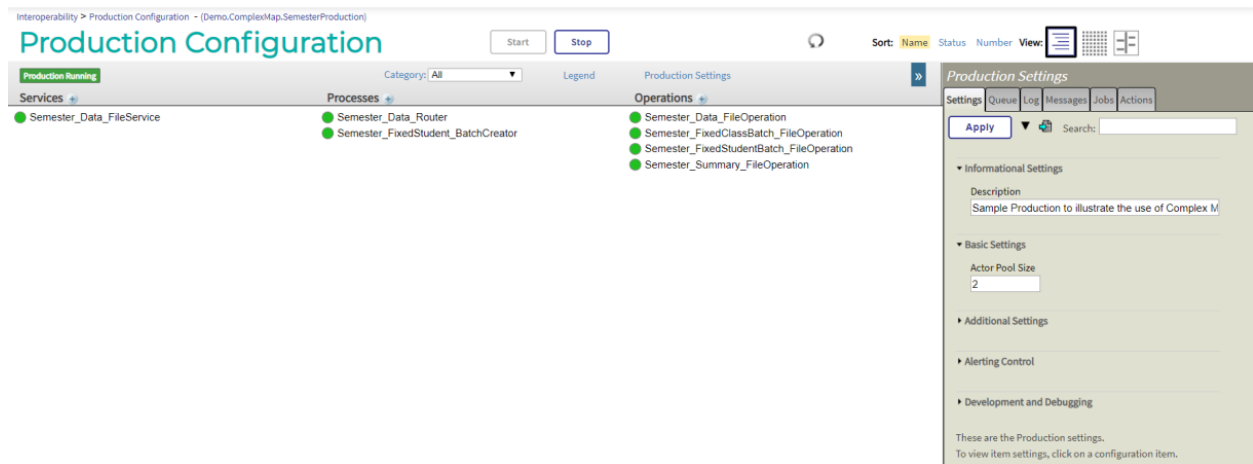 Interoperability > Production Configuration - (Demo.ComplexMap.SemesterProduction)
Production Configuration
Start
Stop
Sort: Name Status Number View:
Production Running
Category: All
Legend
Production Settings
»
Services
Processes
Operations
Semester_Data_FileService
Semester_Data_Router
Semester_FixedStudent_BatchCreator
Semester_Data_FileOperation
Semester_FixedClassBatch_FileOperation
Semester_FixedStudentBatch_FileOperation
Semester_Summary_FileOperation
Production Settings
Settings Queue Log Messages Jobs Actions
Apply
Search:
Informational Settings
Description
Sample Production to illustrate the use of Complex M
Basic Settings
Actor Pool Size
2
Additional Settings
Alerting Control
Development and Debugging
These are the Production settings.
To view item settings, click on a configuration item.